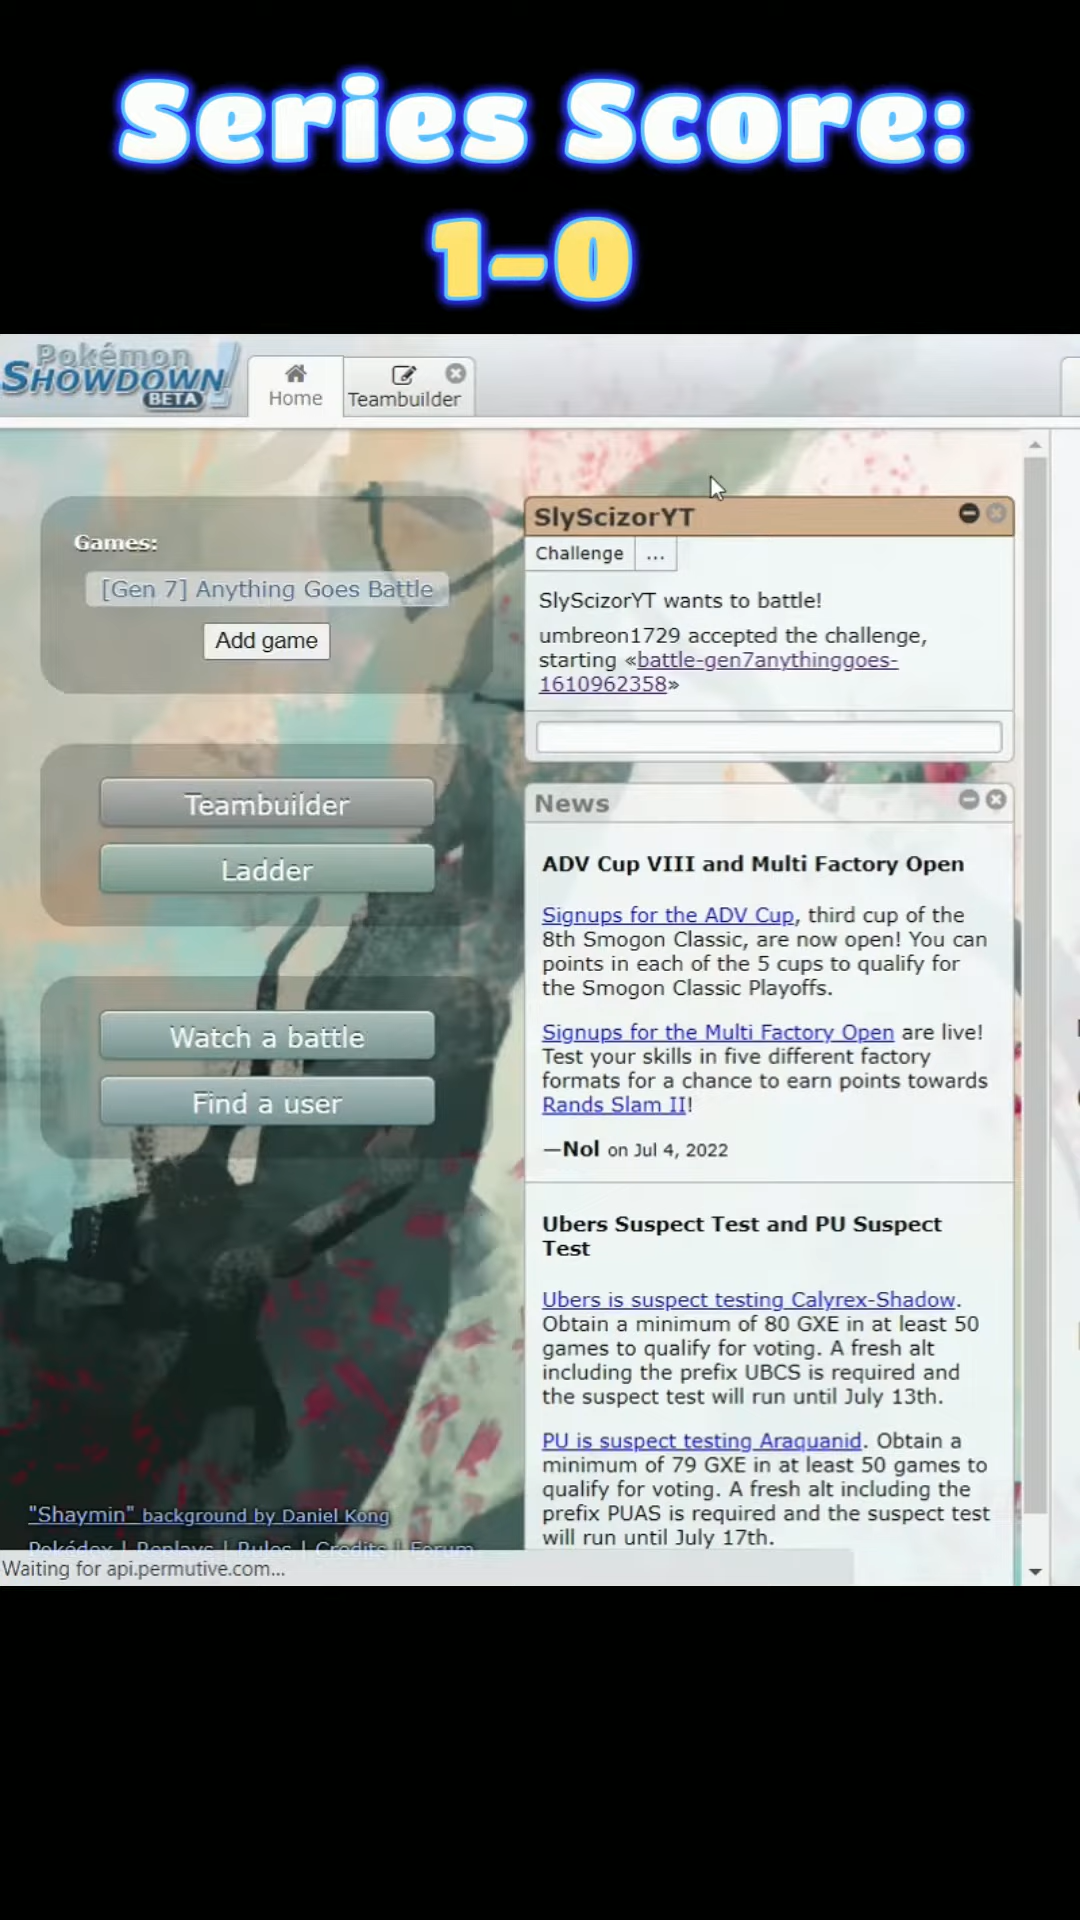 Series Score:
1-0
Pokémon
SHOWDOWN!
BETA
Home
Teambuilder
Games:
[Gen 7] Anything Goes Battle
Add game
Teambuilder
Ladder
Watch a battle
Find a user
"Shaymin" background by Daniel Kong
Pokédex | Replays | Rules | Credits | Forum
Waiting for api.permutive.com...
SlyScizorYT
Challenge
...
SlyScizorYT wants to battle!
umbreon1729 accepted the challenge,
starting «battle-gen7anythinggoes-
1610962358»
News
ADV Cup VIII and Multi Factory Open
Signups for the ADV Cup, third cup of the
8th Smogon Classic, are now open! You can
points in each of the 5 cups to qualify for
the Smogon Classic Playoffs.
Signups for the Multi Factory Open are live!
Test your skills in five different factory
formats for a chance to earn points towards
Rands Slam II!
—Nol on Jul 4, 2022
Ubers Suspect Test and PU Suspect
Test
Ubers is suspect testing Calyrex-Shadow.
Obtain a minimum of 80 GXE in at least 50
games to qualify for voting. A fresh alt
including the prefix UBCS is required and
the suspect test will run until July 13th.
PU is suspect testing Araquanid. Obtain a
minimum of 79 GXE in at least 50 games to
qualify for voting. A fresh alt including the
prefix PUAS is required and the suspect test
will run until July 17th.